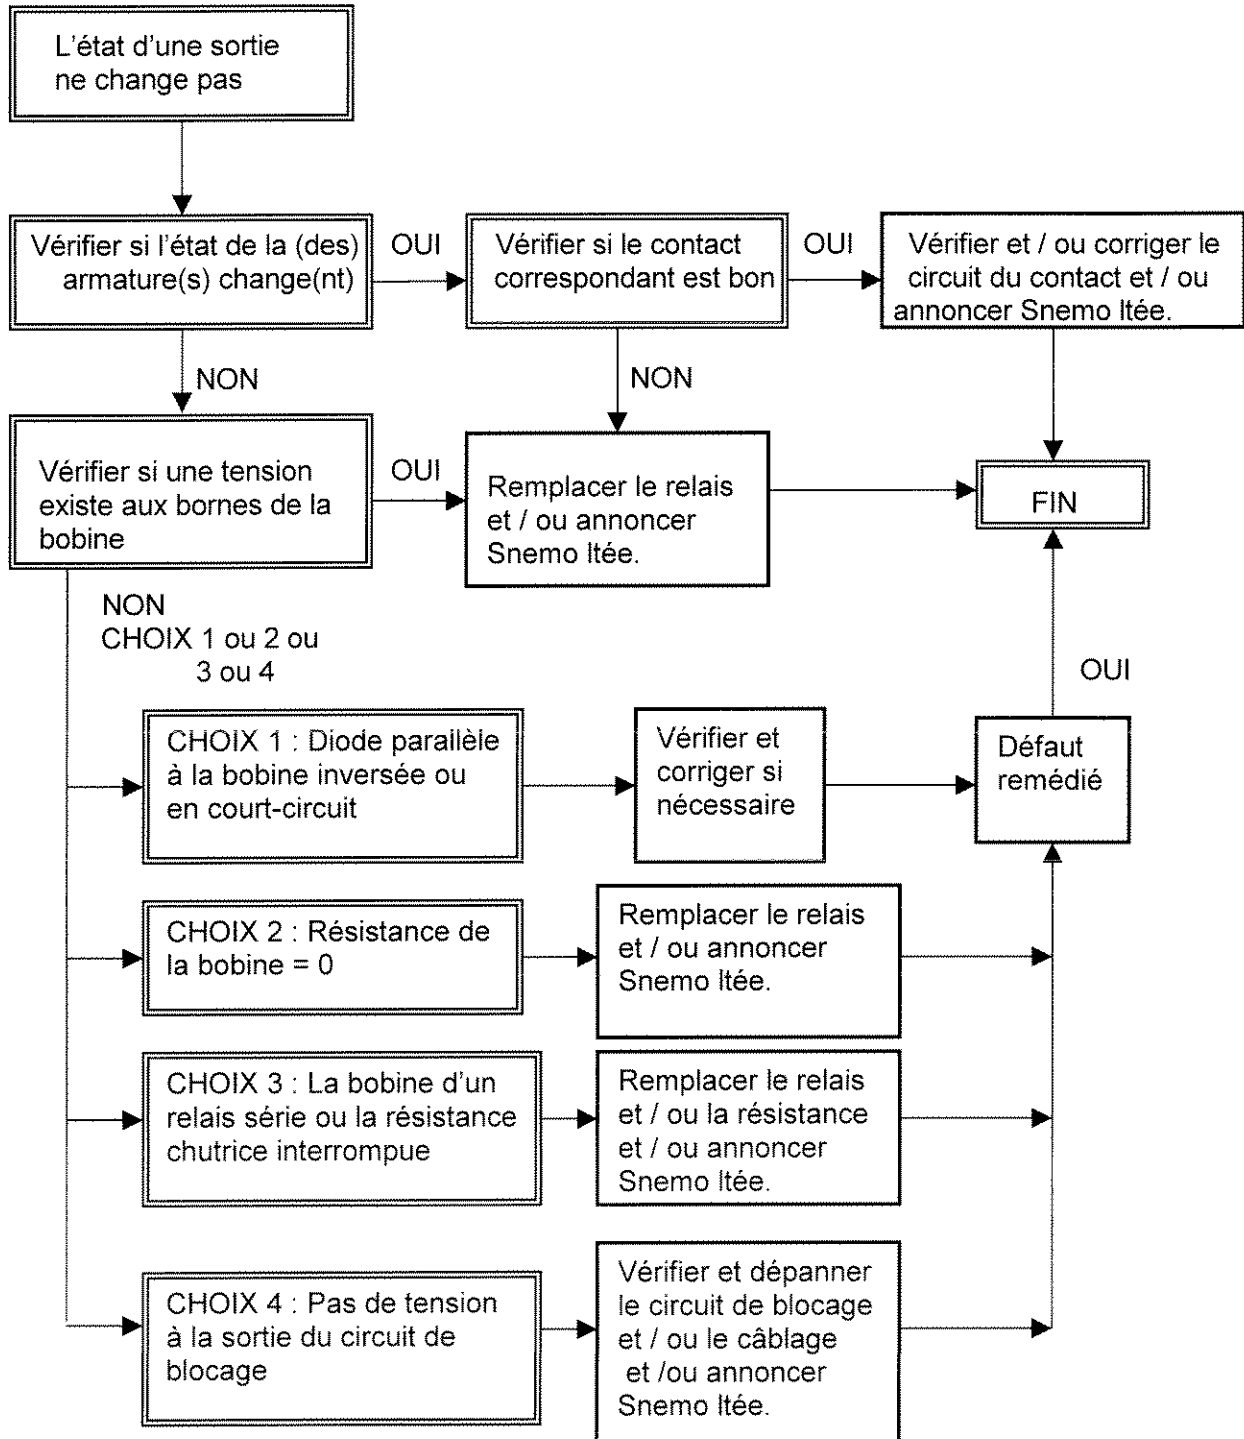 L'état d'une sortie
ne change pas
Vérifier si l'état de la (des)
armature(s) change(nt)
OUI
Vérifier si le contact
correspondant est bon
OUI
Vérifier et / ou corriger le
circuit du contact et / ou
annoncer Snemo ltée.
NON
NON
Vérifier si une tension
existe aux bornes de la
bobine
OUI
Remplacer le relais
et / ou annoncer
Snemo ltée.
FIN
NON
CHOIX 1 ou 2 ou
3 ou 4
OUI
CHOIX 1 : Diode parallèle
à la bobine inversée ou
en court-circuit
Vérifier et
corriger si
nécessaire
Défaut
remédié
CHOIX 2 : Résistance de
la bobine = 0
Remplacer le relais
et / ou annoncer
Snemo ltée.
CHOIX 3 : La bobine d'un
relais série ou la résistance
chutrice interrompue
Remplacer le relais
et / ou la résistance
et / ou annoncer
Snemo ltée.
CHOIX 4 : Pas de tension
à la sortie du circuit de
blocage
Vérifier et dépanner
le circuit de blocage
et / ou le câblage
et /ou annoncer
Snemo ltée.